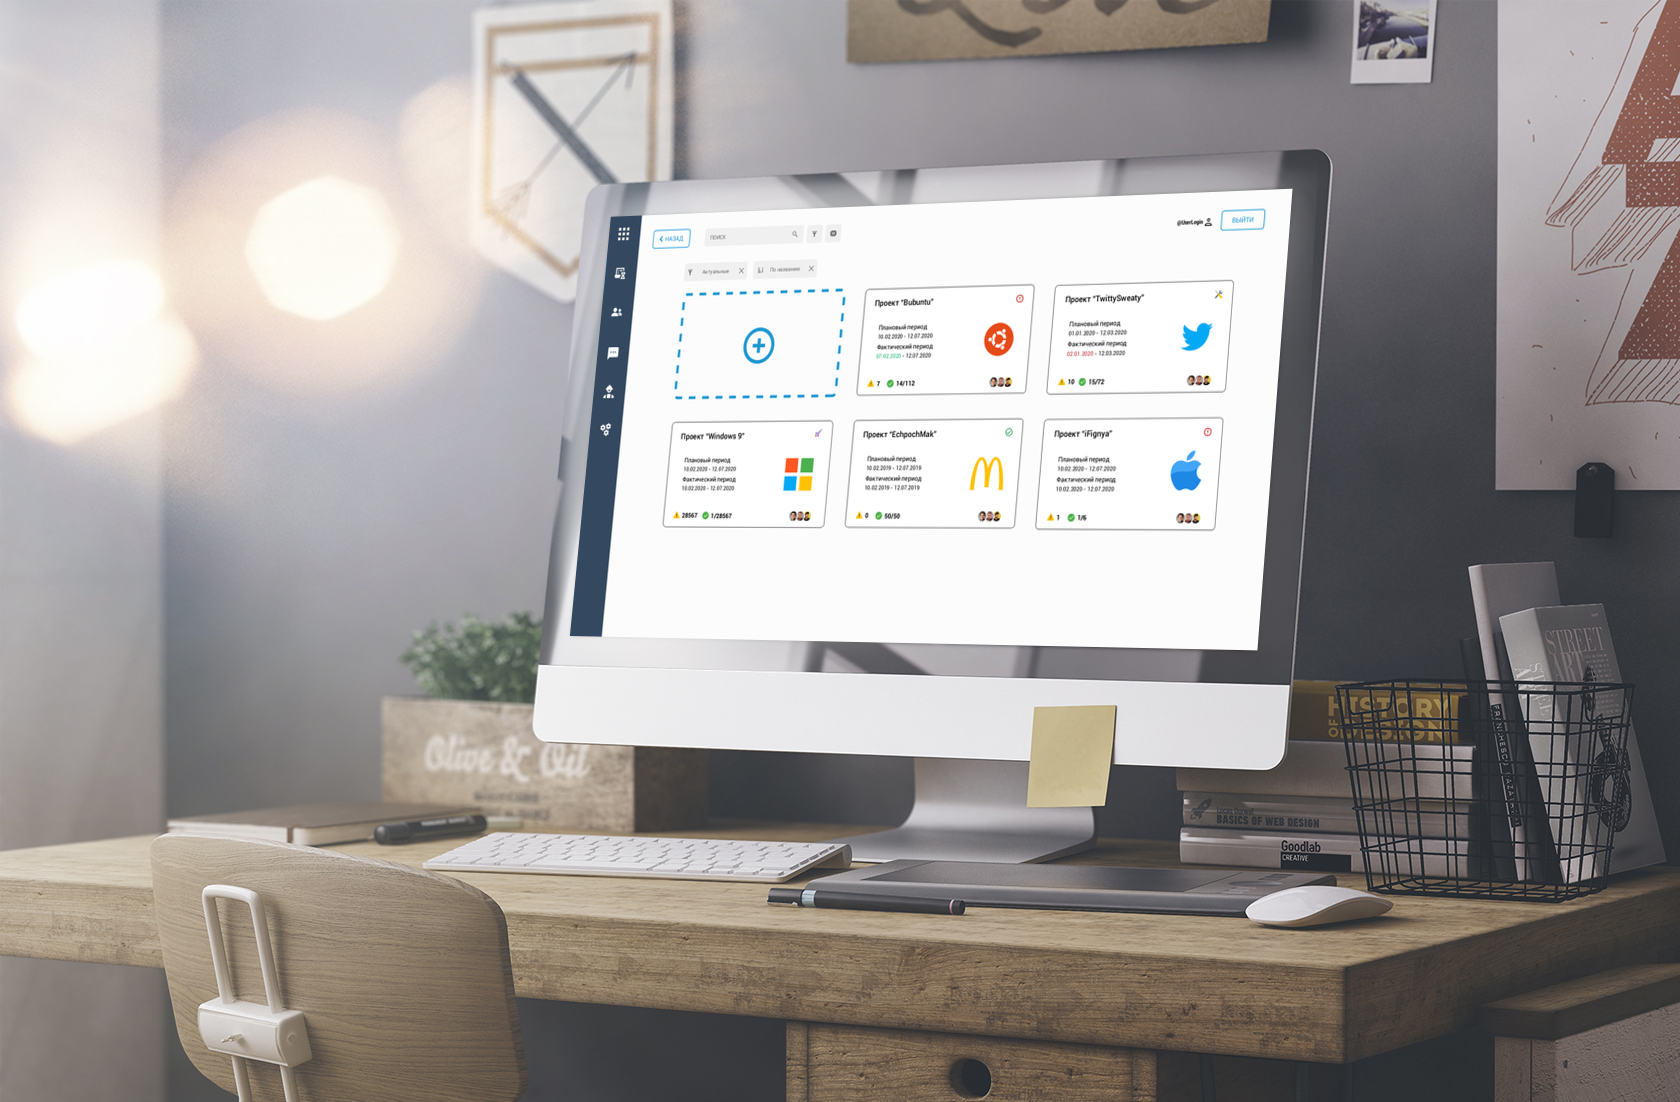 НАЗАД
ПОИСК
@UserLogin
ВЫЙТИ
Актуальные
По названию
Проект "Bubuntu"
Плановый период
10.02.2020 - 12.07.2020
Фактический период
07.02.2020 - 12.07.2020
7 14/112
Проект "TwittySweaty"
Плановый период
01.01.2020 - 12.03.2020
Фактический период
02.01.2020 - 12.03.2020
10 15/72
Проект "Windows 9"
Плановый период
10.02.2020 - 12.07.2020
Фактический период
10.02.2020 - 12.07.2020
28567 1/28567
Проект "EchpochMak"
Плановый период
10.02.2019 - 12.07.2019
Фактический период
10.02.2019 - 12.07.2019
0 50/50
Проект "iFignya"
Плановый период
10.02.2020 - 12.07.2020
Фактический период
10.02.2020 - 12.07.2020
1 1/6
Olive & Oil
HISTORY
DESIGN
BASICS OF WEB DESIGN
Goodlab
CREATIVE
STREET
ART